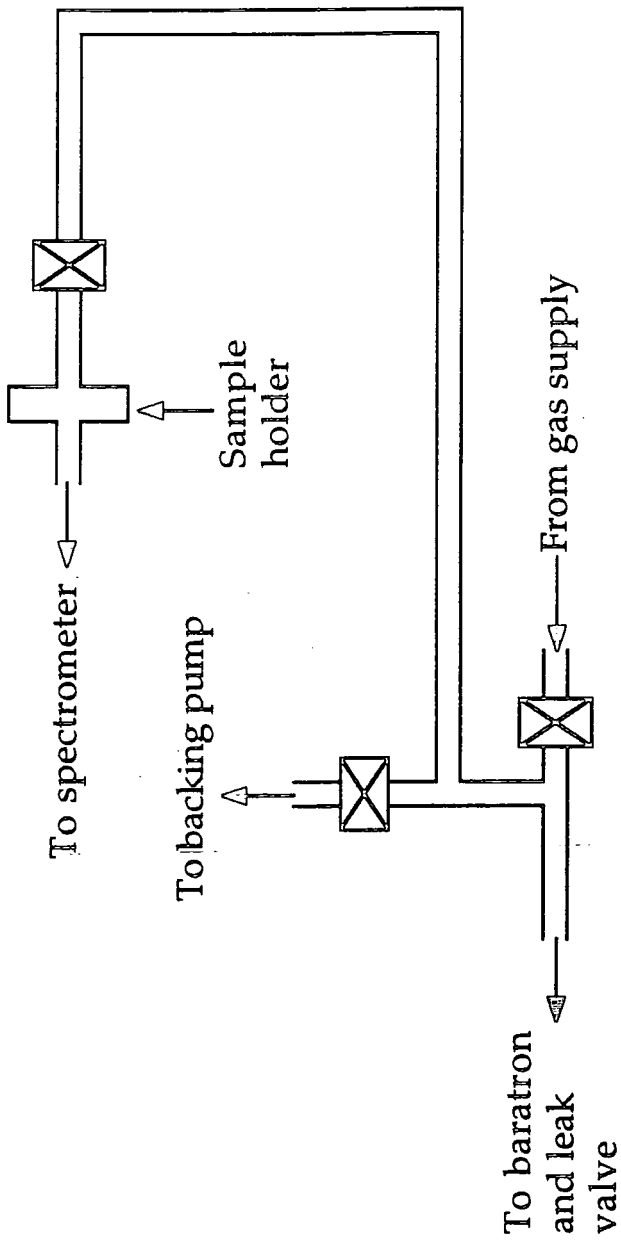 To spectrometer
Sample
holder
To backing pump
From gas supply
To baratron
and leak
valve